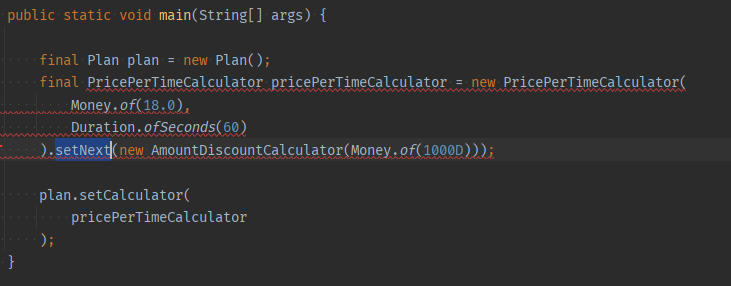 public static void main(String[] args) {
final Plan plan = new Plan();
final PricePerTimeCalculator pricePerTimeCalculator = new PricePerTimeCalculator(
Money.of(18.0),
Duration.ofSeconds(60)
).setNext(new AmountDiscountCalculator(Money.of(1000D)));
plan.setCalculator(
pricePerTimeCalculator
);
}